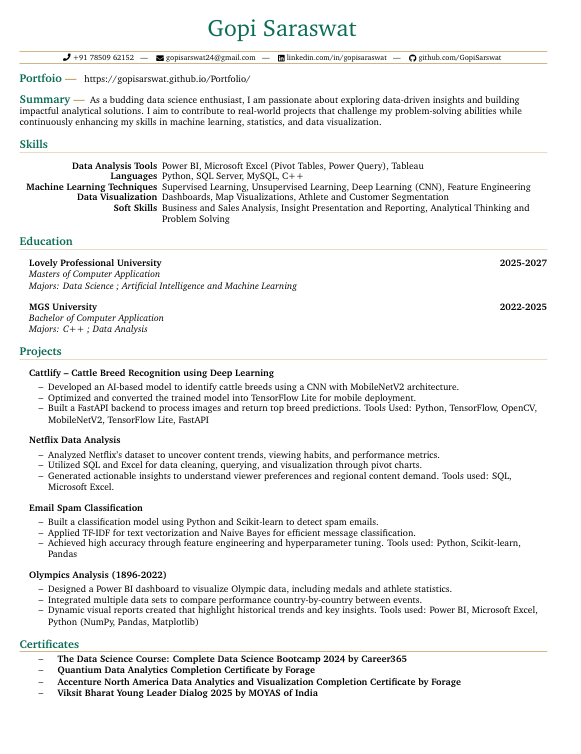 Gopi Saraswat
+91 78509 62152 — gopisarswat24@gmail.com — linkedin.com/in/gopisaraswat — github.com/GopiSarswat
Portfoio — https://gopisarswat.github.io/Portfolio/
Summary — As a budding data science enthusiast, I am passionate about exploring data-driven insights and building
impactful analytical solutions. I aim to contribute to real-world projects that challenge my problem-solving abilities while
continuously enhancing my skills in machine learning, statistics, and data visualization.
Skills
Data Analysis Tools Power BI, Microsoft Excel (Pivot Tables, Power Query), Tableau
Languages Python, SQL Server, MySQL, C++
Machine Learning Techniques Supervised Learning, Unsupervised Learning, Deep Learning (CNN), Feature Engineering
Data Visualization Dashboards, Map Visualizations, Athlete and Customer Segmentation
Soft Skills Business and Sales Analysis, Insight Presentation and Reporting, Analytical Thinking and
Problem Solving
Education
Lovely Professional University 2025-2027
Masters of Computer Application
Majors: Data Science ; Artificial Intelligence and Machine Learning
MGS University 2022-2025
Bachelor of Computer Application
Majors: C++ ; Data Analysis
Projects
Cattlify – Cattle Breed Recognition using Deep Learning
– Developed an AI-based model to identify cattle breeds using a CNN with MobileNetV2 architecture.
– Optimized and converted the trained model into TensorFlow Lite for mobile deployment.
– Built a FastAPI backend to process images and return top breed predictions. Tools Used: Python, TensorFlow, OpenCV,
MobileNetV2, TensorFlow Lite, FastAPI
Netflix Data Analysis
– Analyzed Netflix's dataset to uncover content trends, viewing habits, and performance metrics.
– Utilized SQL and Excel for data cleaning, querying, and visualization through pivot charts.
– Generated actionable insights to understand viewer preferences and regional content demand. Tools used: SQL,
Microsoft Excel.
Email Spam Classification
– Built a classification model using Python and Scikit-learn to detect spam emails.
– Applied TF-IDF for text vectorization and Naive Bayes for efficient message classification.
– Achieved high accuracy through feature engineering and hyperparameter tuning. Tools used: Python, Scikit-learn,
Pandas
Olympics Analysis (1896-2022)
– Designed a Power BI dashboard to visualize Olympic data, including medals and athlete statistics.
– Integrated multiple data sets to compare performance country-by-country between events.
– Dynamic visual reports created that highlight historical trends and key insights. Tools used: Power BI, Microsoft Excel,
Python (NumPy, Pandas, Matplotlib)
Certificates
– The Data Science Course: Complete Data Science Bootcamp 2024 by Career365
– Quantium Data Analytics Completion Certificate by Forage
– Accenture North America Data Analytics and Visualization Completion Certificate by Forage
– Viksit Bharat Young Leader Dialog 2025 by MOYAS of India